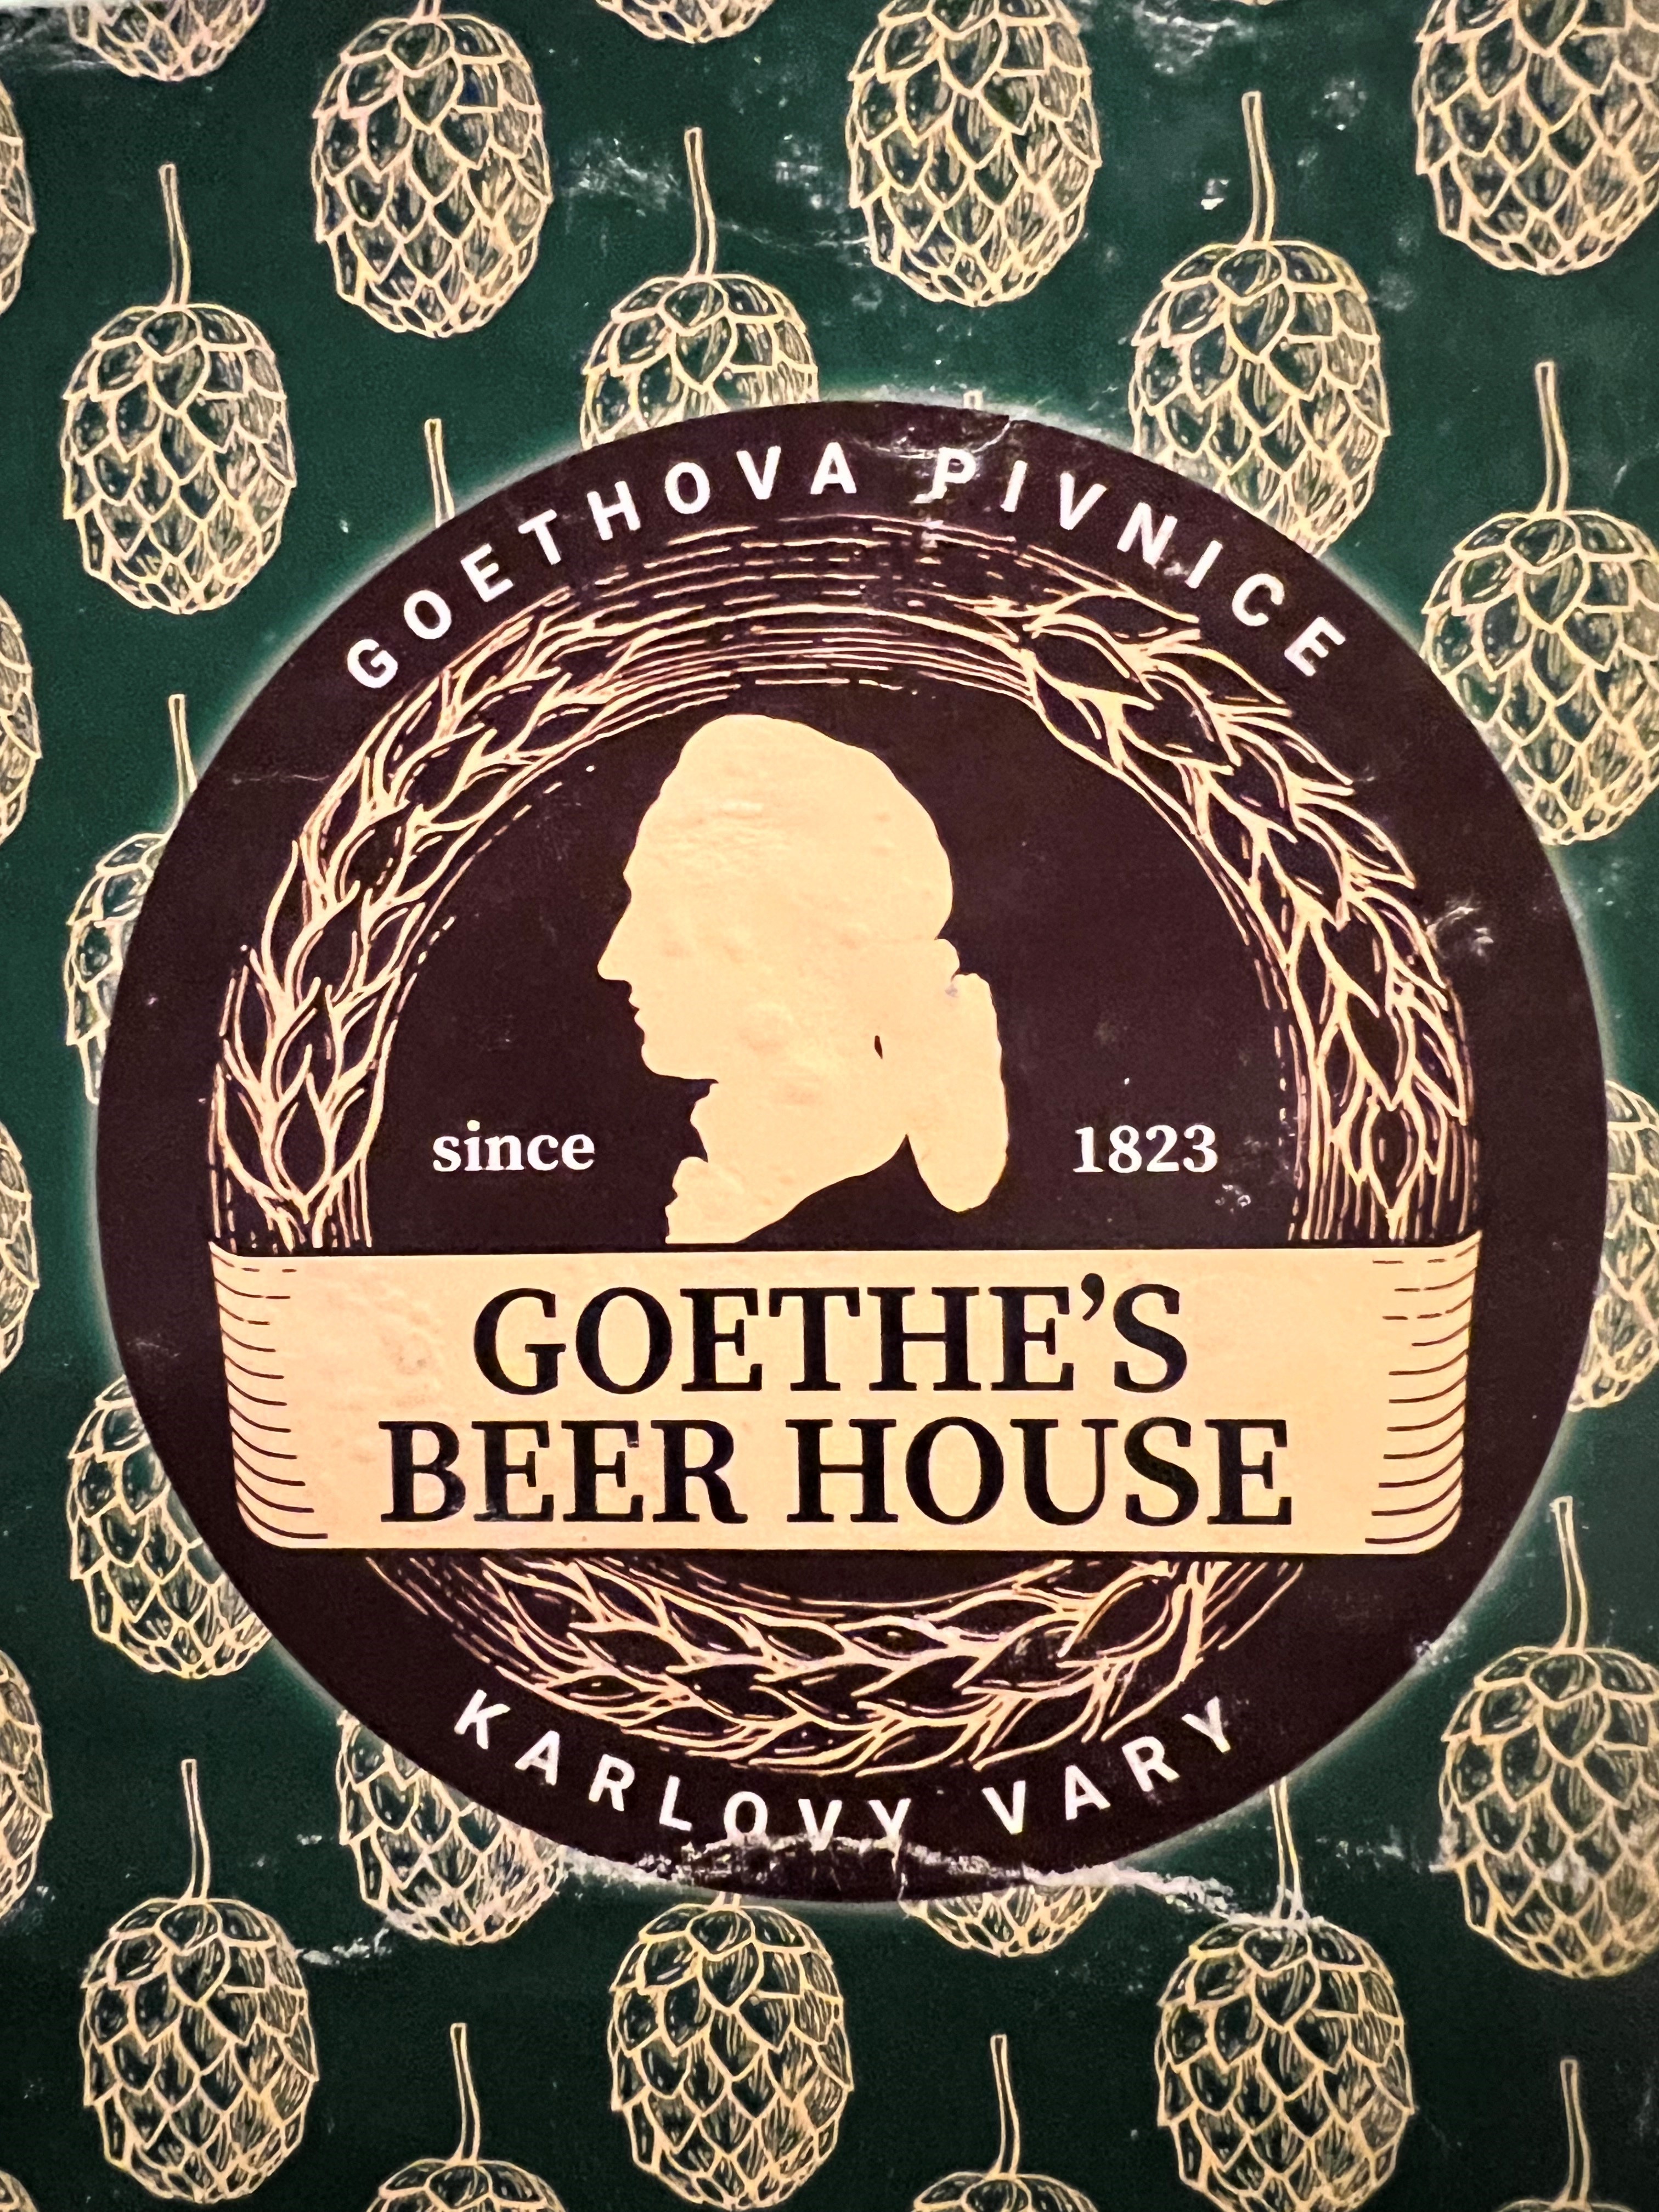 GOETHOVA PIVNICE
since 1823
GOETHE'S
BEER HOUSE
KARLOVY VARY